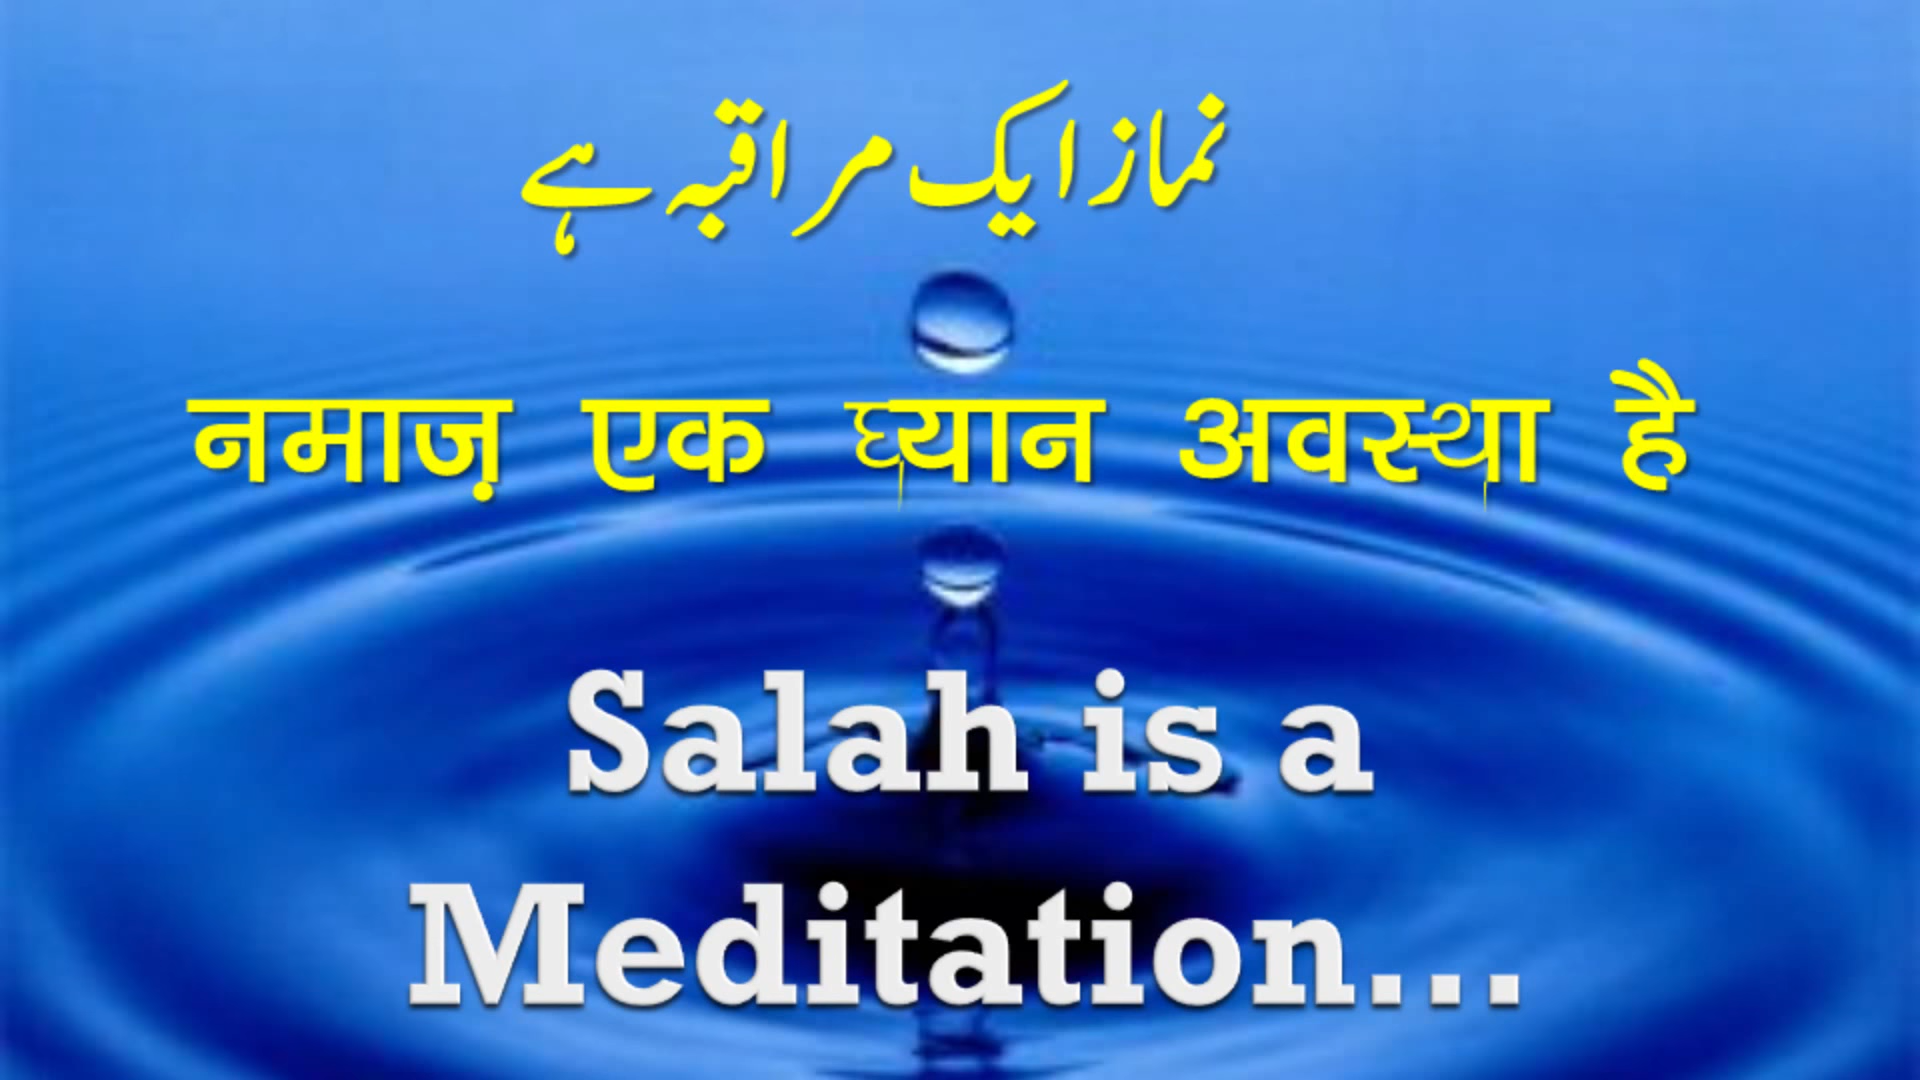 نماز ایک مراقبہ ہے
नमाज़ एक ध्यान अवस्था है
Salah is a
Meditation...